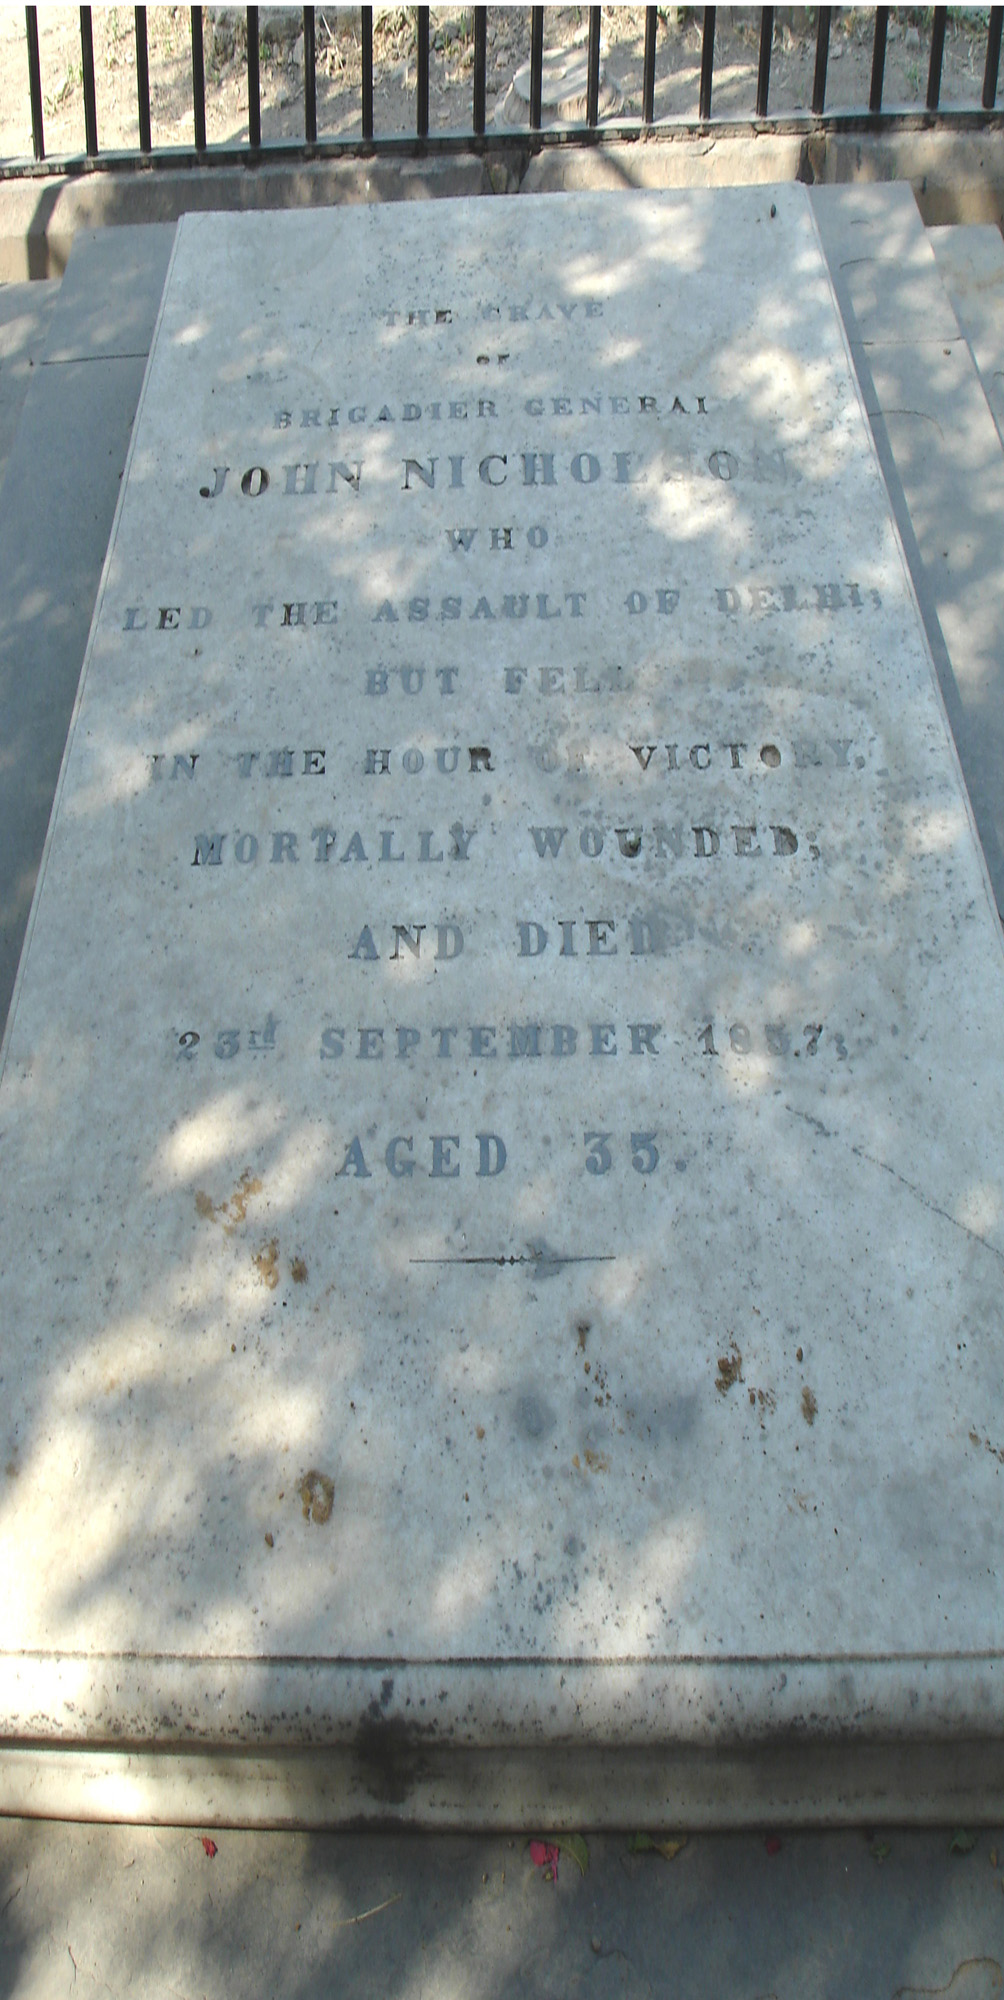 THE GRAVE
OF
BRIGADIER GENERAL
JOHN NICHOLSON
WHO
LED THE ASSAULT OF DELHI;
BUT FELL
IN THE HOUR OF VICTORY,
MORTALLY WOUNDED;
AND DIED
23rd SEPTEMBER 1857;
AGED 35.